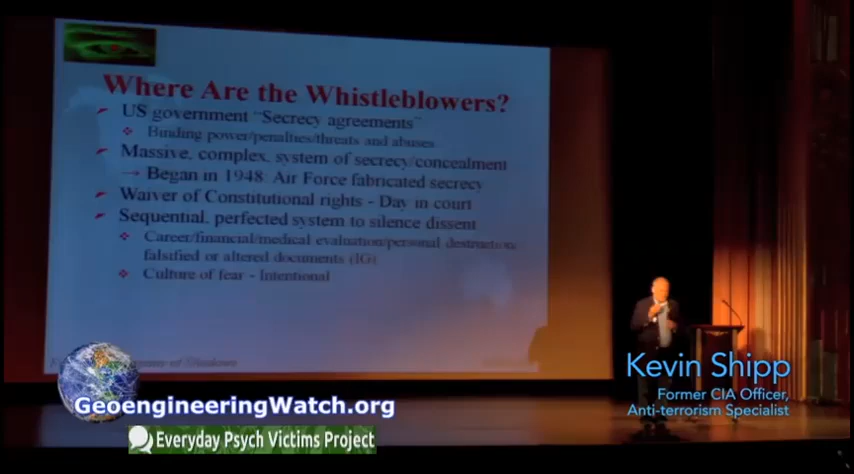 Where Are the Whistleblowers?
US government "Secrecy agreements"
Binding power/penalties/threats and abuses
Massive, complex, system of secrecy/concealment
→ Began in 1948: Air Force fabricated secrecy
Waiver of Constitutional rights - Day in court
Sequential, perfected system to silence dissent
Career/financial/medical evaluation/personal destruction/
falsified or altered documents (IG)
Culture of fear - Intentional
of Shadows
Kevin Shipp
Former CIA Officer,
Anti-terrorism Specialist
GeoengineeringWatch.org
Everyday Psych Victims Project